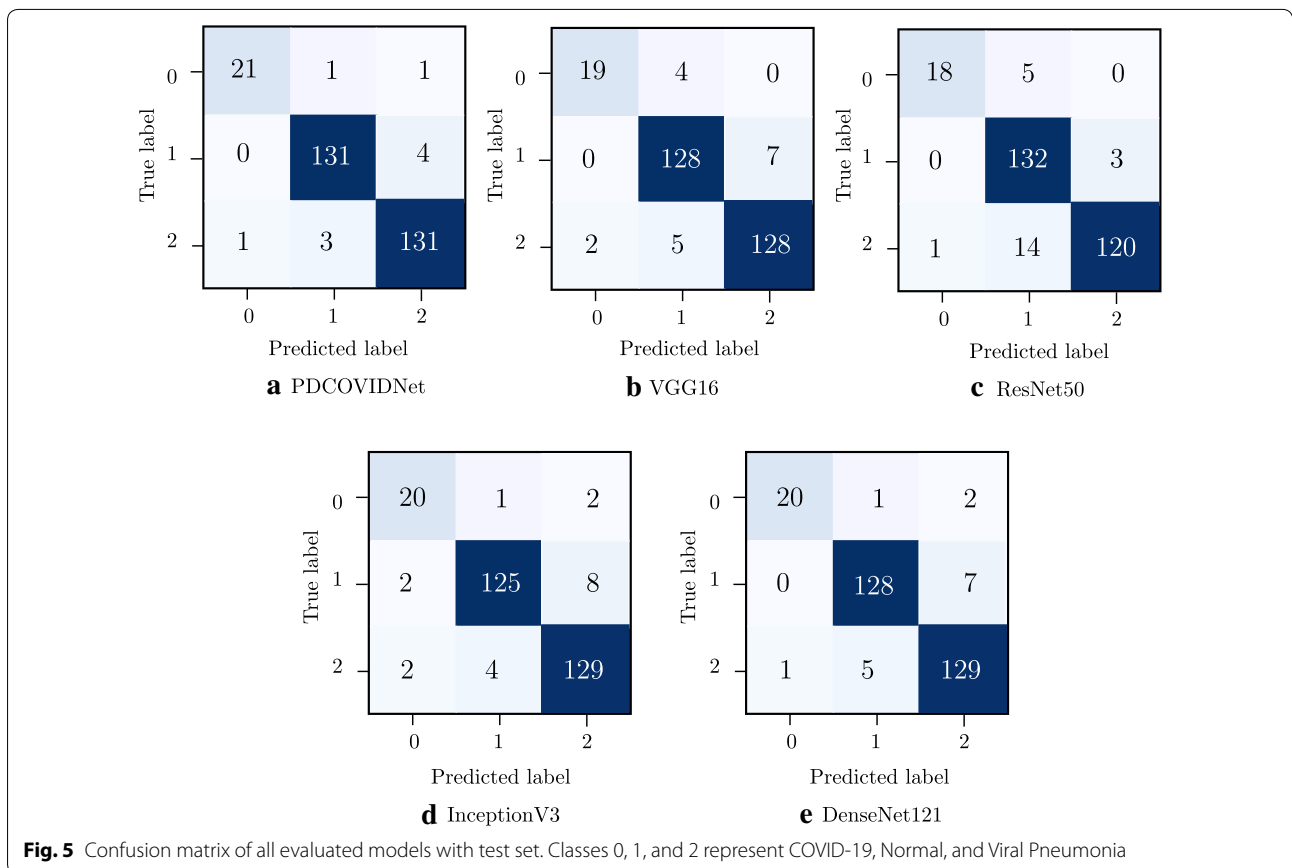 0 21 1 1
True label
1 0 131 4
2 1 3 131
0 1 2
Predicted label
a PDCOVIDNet
0 19 4 0
True label
1 0 128 7
2 2 5 128
0 1 2
Predicted label
b VGG16
0 18 5 0
True label
1 0 132 3
2 1 14 120
0 1 2
Predicted label
c ResNet50
0 20 1 2
True label
1 2 125 8
2 2 4 129
0 1 2
Predicted label
d InceptionV3
0 20 1 2
True label
1 0 128 7
2 1 5 129
0 1 2
Predicted label
e DenseNet121
Fig. 5 Confusion matrix of all evaluated models with test set. Classes 0, 1, and 2 represent COVID-19, Normal, and Viral Pneumonia